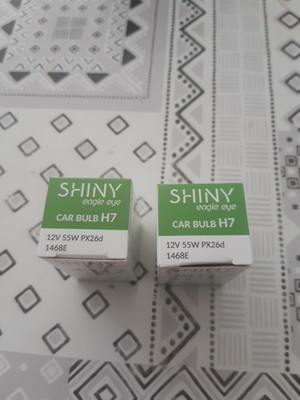 SHINY
eagle eye
CAR BULB H7
12V 55W PX26d
1468E
SHINY
eagle eye
CAR BULB H7
12V 55W PX26d
1468E